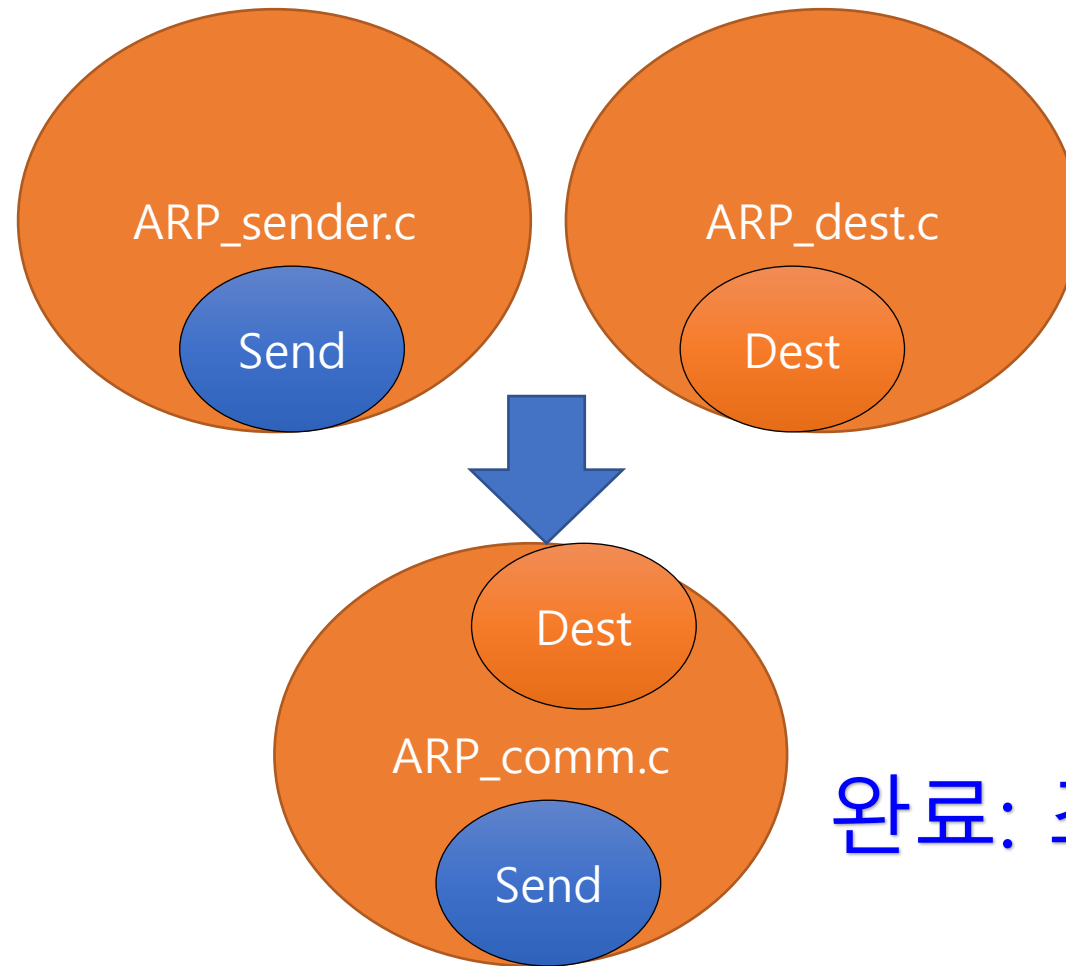 ARP_sender.c
ARP_dest.c
Send
Dest
Dest
ARP_comm.c
완료:
Send